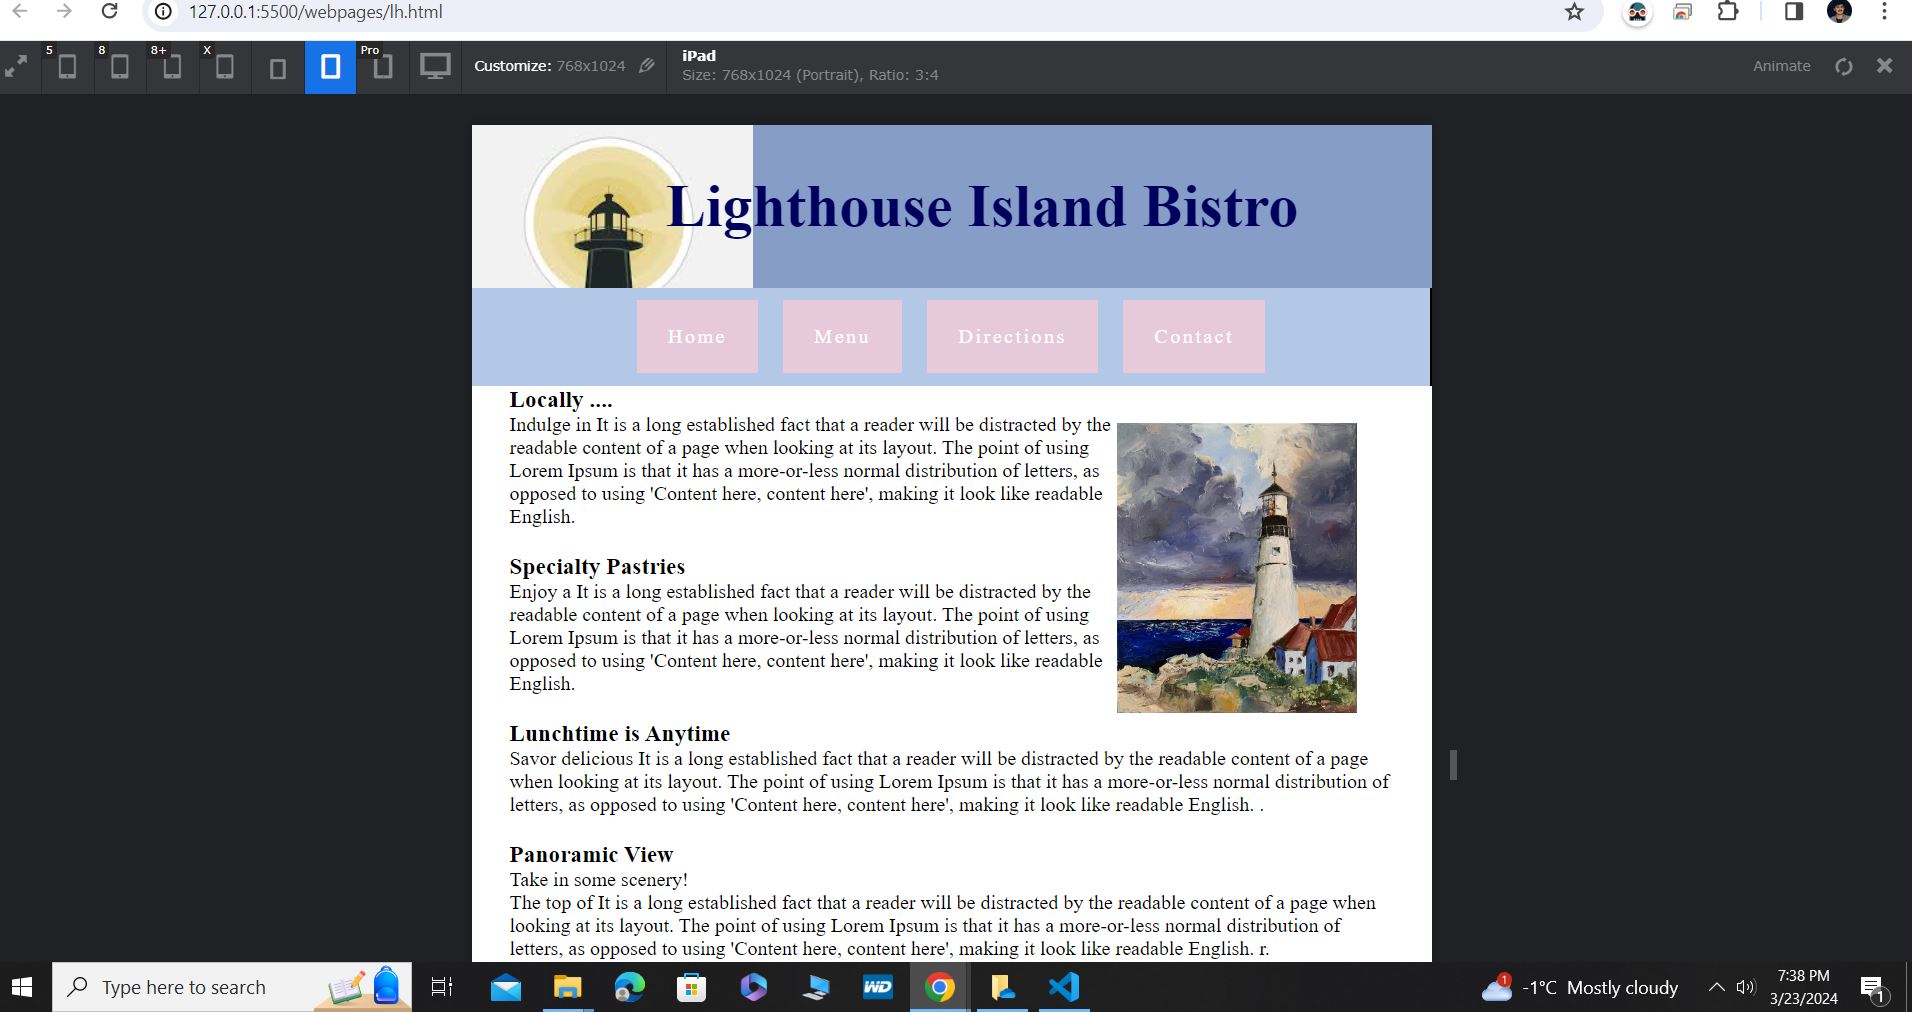 127.0.0.1:5500/webpages/lh.html
5
8
8+
X
Pro
Customize: 768x1024
iPad
Size: 768x1024 (Portrait), Ratio: 3:4
Animate
Lighthouse Island Bistro
Home
Menu
Directions
Contact
Locally ....
Indulge in It is a long established fact that a reader will be distracted by the
readable content of a page when looking at its layout. The point of using
Lorem Ipsum is that it has a more-or-less normal distribution of letters, as
opposed to using 'Content here, content here', making it look like readable
English.
Specialty Pastries
Enjoy a It is a long established fact that a reader will be distracted by the
readable content of a page when looking at its layout. The point of using
Lorem Ipsum is that it has a more-or-less normal distribution of letters, as
opposed to using 'Content here, content here', making it look like readable
English.
Lunchtime is Anytime
Savor delicious It is a long established fact that a reader will be distracted by the readable content of a page
when looking at its layout. The point of using Lorem Ipsum is that it has a more-or-less normal distribution of
letters, as opposed to using 'Content here, content here', making it look like readable English. .
Panoramic View
Take in some scenery!
The top of It is a long established fact that a reader will be distracted by the readable content of a page when
looking at its layout. The point of using Lorem Ipsum is that it has a more-or-less normal distribution of
letters, as opposed to using 'Content here, content here', making it look like readable English. r.
Type here to search
WD
1
-1°C Mostly cloudy
7:38 PM
3/23/2024
1